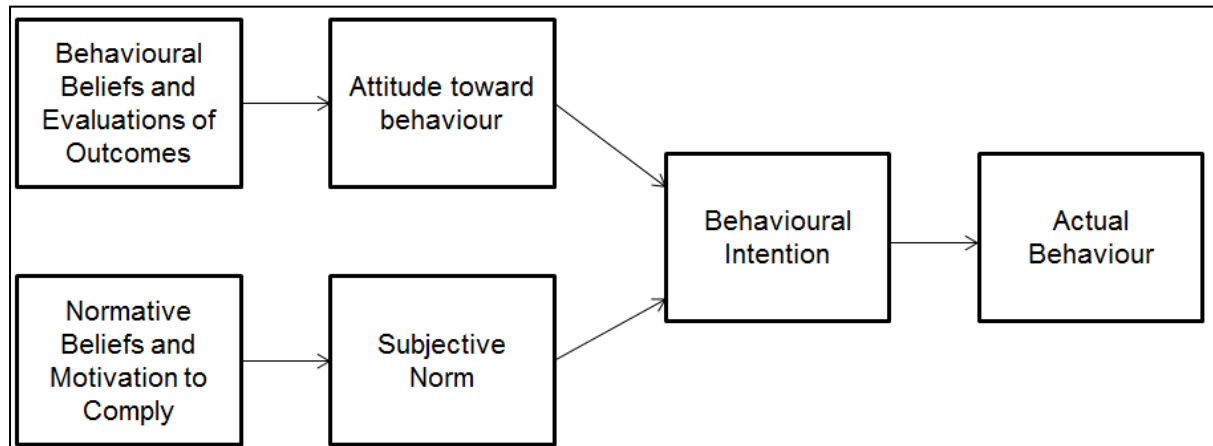 Behavioural
Beliefs and
Evaluations of
Outcomes
Attitude toward
behaviour
Behavioural
Intention
Actual
Behaviour
Normative
Beliefs and
Motivation to
Comply
Subjective
Norm